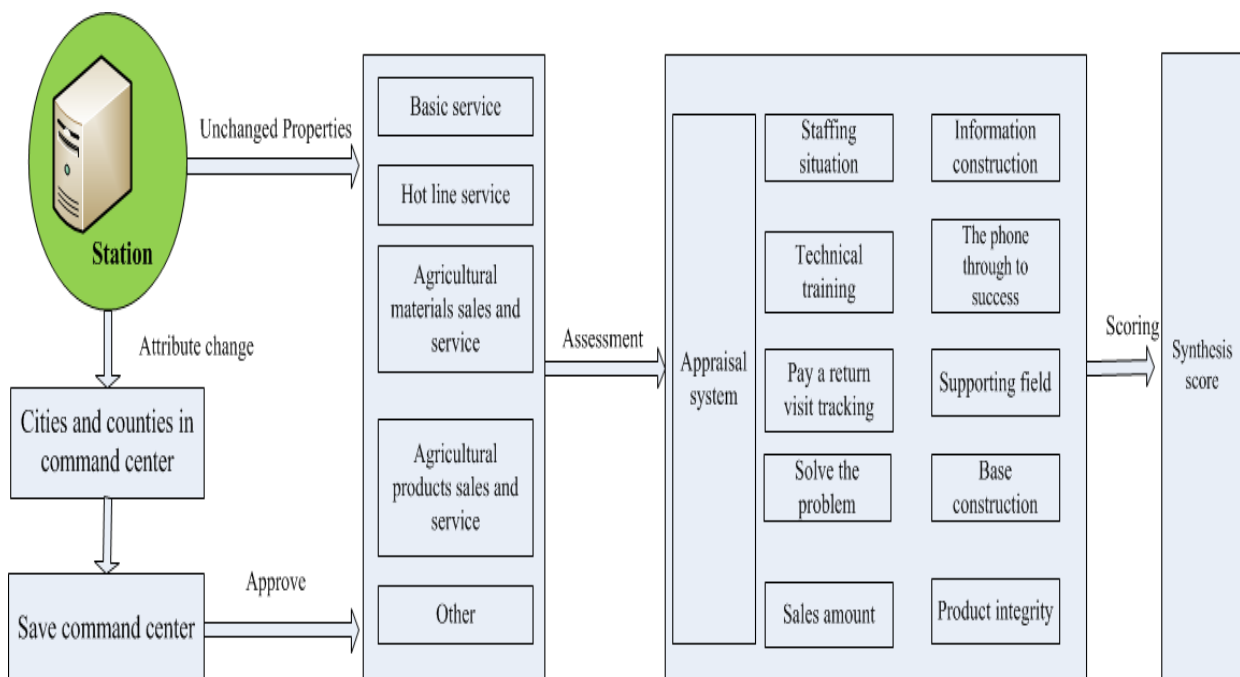 Station
Unchanged Properties
Attribute change
Cities and counties in
command center
Save command center
Approve
Basic service
Hot line service
Agricultural
materials sales and
service
Agricultural
products sales and
service
Other
Assessment
Appraisal
system
Staffing
situation
Information
construction
Technical
training
The phone
through to
success
Pay a return
visit tracking
Supporting field
Solve the
problem
Base
construction
Sales amount
Product integrity
Scoring
Synthesis
score